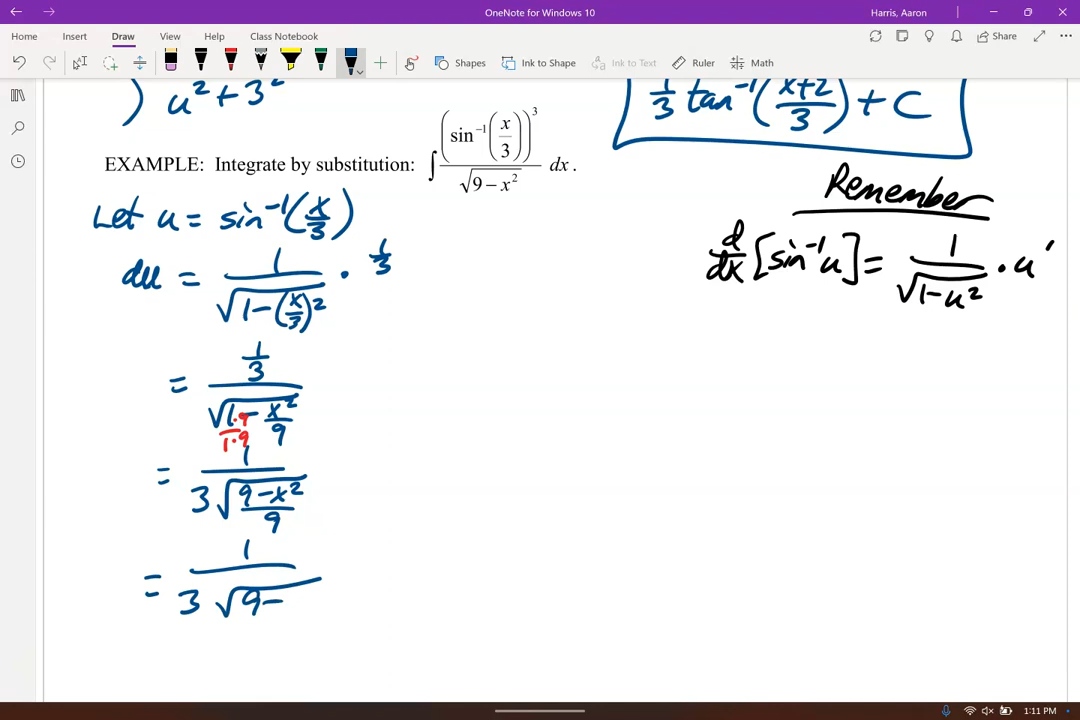 OneNote for Windows 10
Harris, Aaron
Home Insert Draw View Help Class Notebook
Share
Shapes Ink to Shape Ink to Text Ruler Math
) u² + 3²
1/3 tan⁻¹((x+2)/3) + C
EXAMPLE: Integrate by substitution: ∫ (sin⁻¹(x/3))³ / √(9 − x²) dx.
Remember
Let u = sin⁻¹(x/3)
d/dx [sin⁻¹u] = 1/√(1-u²) · u'
du = 1/√(1-(x/3)²) · 1/3
= (1/3)/√(1·9/1·9 - x²/9)
= 1/(3√((9-x²)/9))
= 1/(3 √(9-
1:11 PM